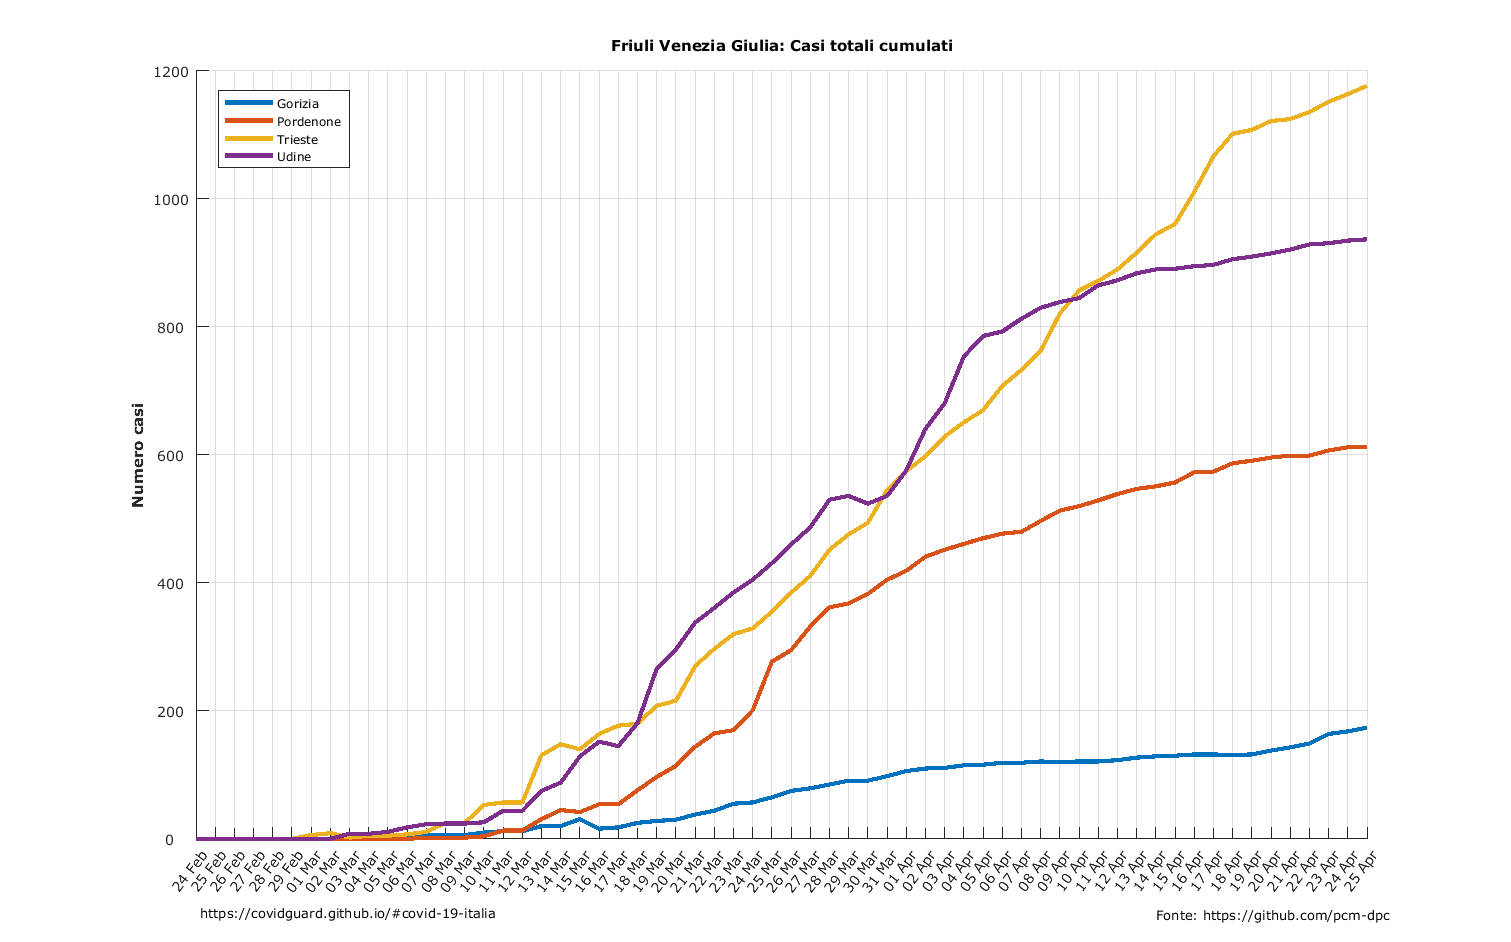 Friuli Venezia Giulia: Casi totali cumulati
1200
1000
800
600
400
200
0
Numero casi
Gorizia
Pordenone
Trieste
Udine
24 Feb
25 Feb
26 Feb
27 Feb
28 Feb
29 Feb
01 Mar
02 Mar
03 Mar
04 Mar
05 Mar
06 Mar
07 Mar
08 Mar
09 Mar
10 Mar
11 Mar
12 Mar
13 Mar
14 Mar
15 Mar
16 Mar
17 Mar
18 Mar
19 Mar
20 Mar
21 Mar
22 Mar
23 Mar
24 Mar
25 Mar
26 Mar
27 Mar
28 Mar
29 Mar
30 Mar
31 Mar
01 Apr
02 Apr
03 Apr
04 Apr
05 Apr
06 Apr
07 Apr
08 Apr
09 Apr
10 Apr
11 Apr
12 Apr
13 Apr
14 Apr
15 Apr
16 Apr
17 Apr
18 Apr
19 Apr
20 Apr
21 Apr
22 Apr
23 Apr
24 Apr
25 Apr
https://covidguard.github.io/#covid-19-italia
Fonte: https://github.com/pcm-dpc